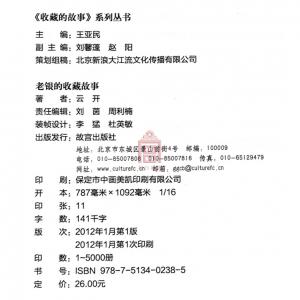 《收藏的故事》系列丛书
主 编：王亚民
副 主 编：刘馨蓬 赵 阳
策划组稿：北京新浪大江流文化传播有限公司
老银的收藏故事
著 者：云 开
责任编辑：刘 茵 周利楠
装帧设计：李 猛 杜英敏
出版发行：故宫出版社
地址：北京市东城区景山前街4号 邮编：100009
电话：010-85007808 010-85007816 传真：010-65129479
网址：www.culturefc.cn 邮箱：ggcb@culturefc.cn
印 刷：保定市中画美凯印刷有限公司
开 本：787毫米×1092毫米 1/16
印 张：11
字 数：141千字
版 次：2012年1月第1版
2012年1月第1次印刷
印 数：1~5000册
书 号：ISBN 978-7-5134-0238-5
定 价：26.00元